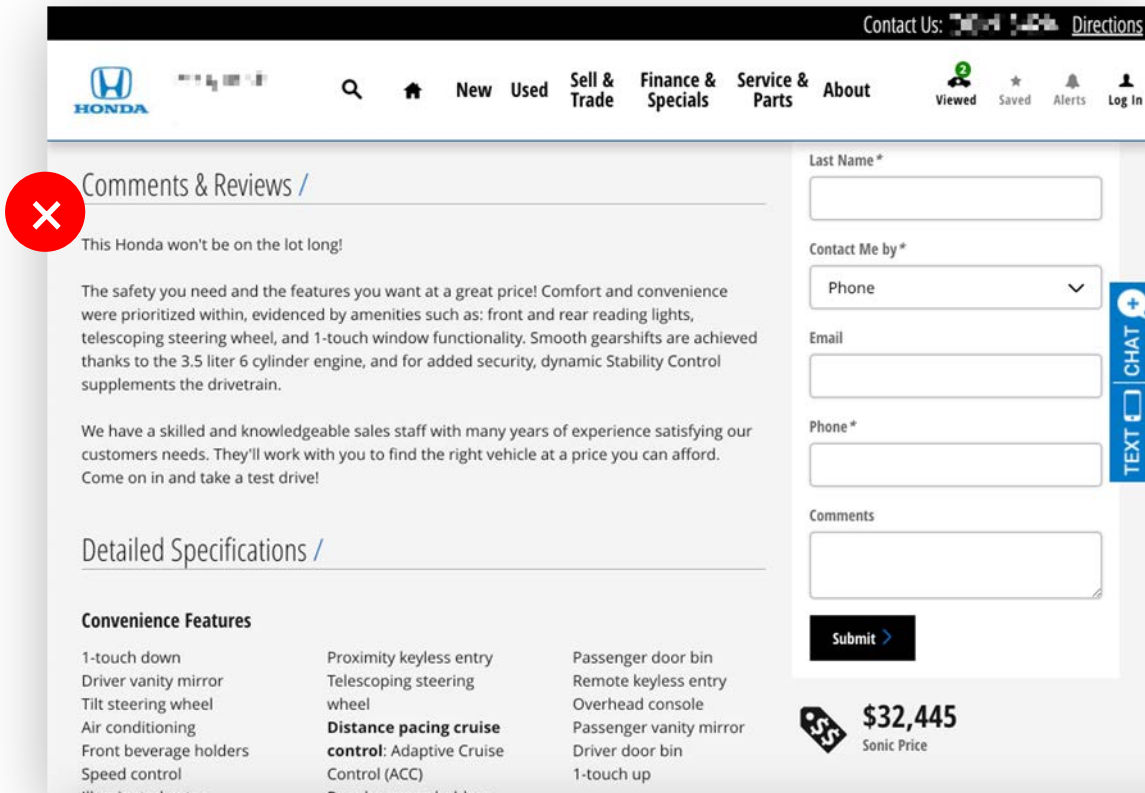 Contact Us: Directions
HONDA
New Used Sell & Trade Finance & Specials Service & Parts About
2
Viewed Saved Alerts Log In
Comments & Reviews /
This Honda won't be on the lot long!
The safety you need and the features you want at a great price! Comfort and convenience
were prioritized within, evidenced by amenities such as: front and rear reading lights,
telescoping steering wheel, and 1-touch window functionality. Smooth gearshifts are achieved
thanks to the 3.5 liter 6 cylinder engine, and for added security, dynamic Stability Control
supplements the drivetrain.
We have a skilled and knowledgeable sales staff with many years of experience satisfying our
customers needs. They'll work with you to find the right vehicle at a price you can afford.
Come on in and take a test drive!
Detailed Specifications /
Convenience Features
1-touch down
Driver vanity mirror
Tilt steering wheel
Air conditioning
Front beverage holders
Speed control
Proximity keyless entry
Telescoping steering
wheel
Distance pacing cruise
control: Adaptive Cruise
Control (ACC)
Passenger door bin
Remote keyless entry
Overhead console
Passenger vanity mirror
Driver door bin
1-touch up
Last Name*
Contact Me by*
Phone
Email
Phone*
Comments
Submit >
$32,445
Sonic Price
TEXT CHAT